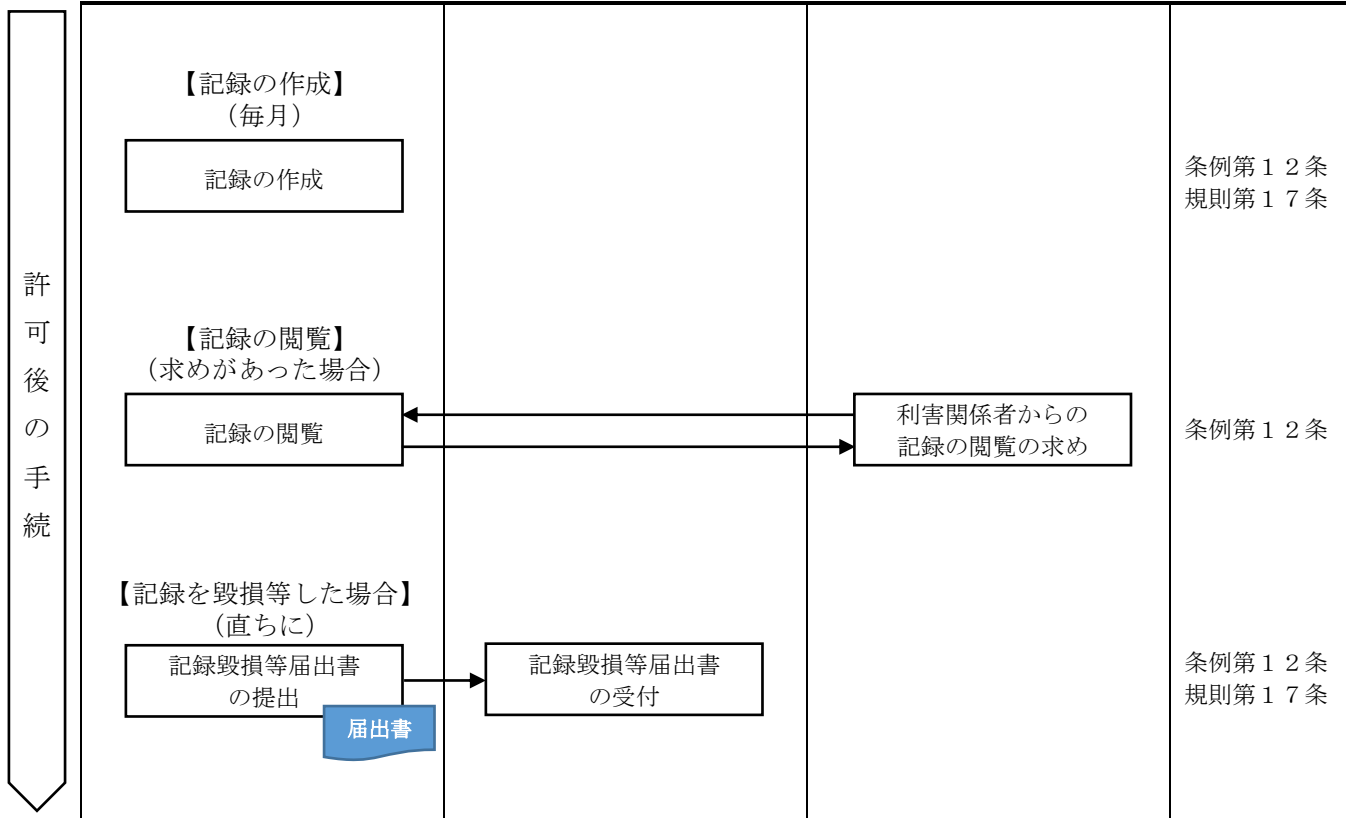 許可後の手続
【記録の作成】
(毎月)
記録の作成
条例第１２条
規則第１７条
【記録の閲覧】
(求めがあった場合)
記録の閲覧
利害関係者からの
記録の閲覧の求め
条例第１２条
【記録を毀損等した場合】
(直ちに)
記録毀損等届出書
の提出
届出書
記録毀損等届出書
の受付
条例第１２条
規則第１７条